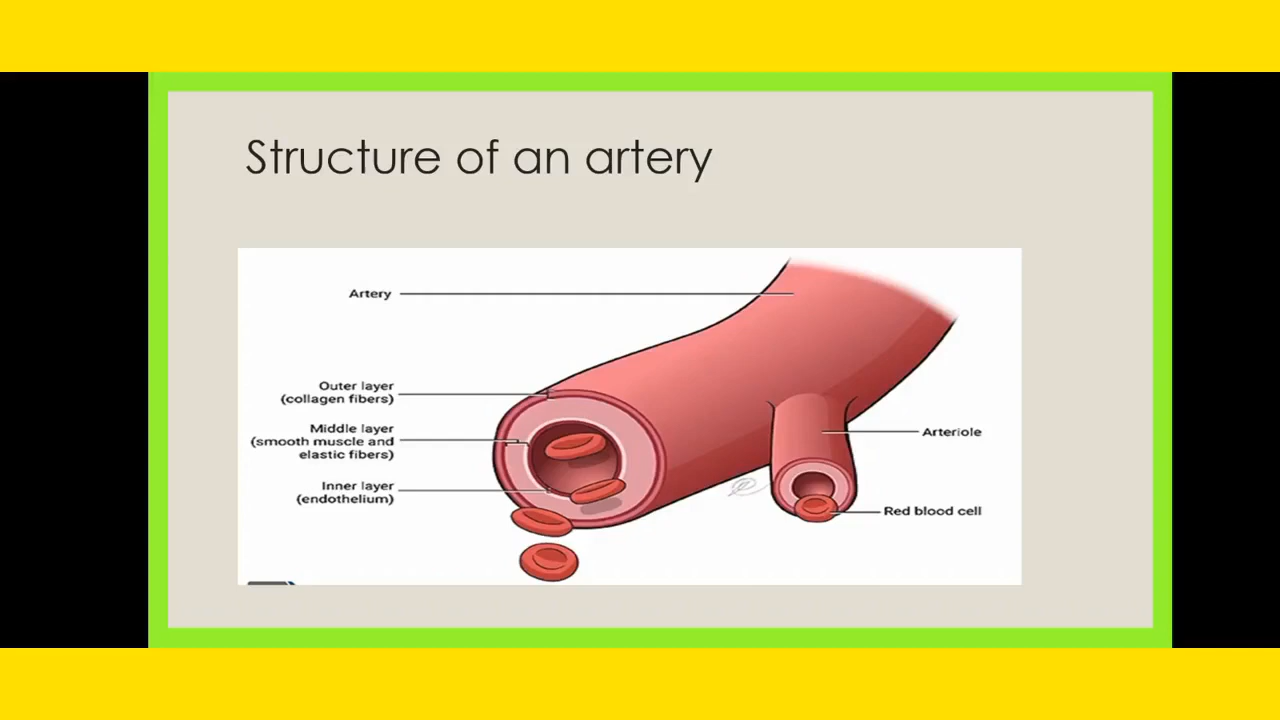 Structure of an artery
Artery
Outer layer
(collagen fibers)
Middle layer
(smooth muscle and
elastic fibers)
Inner layer
(endothelium)
Arteriole
Red blood cell